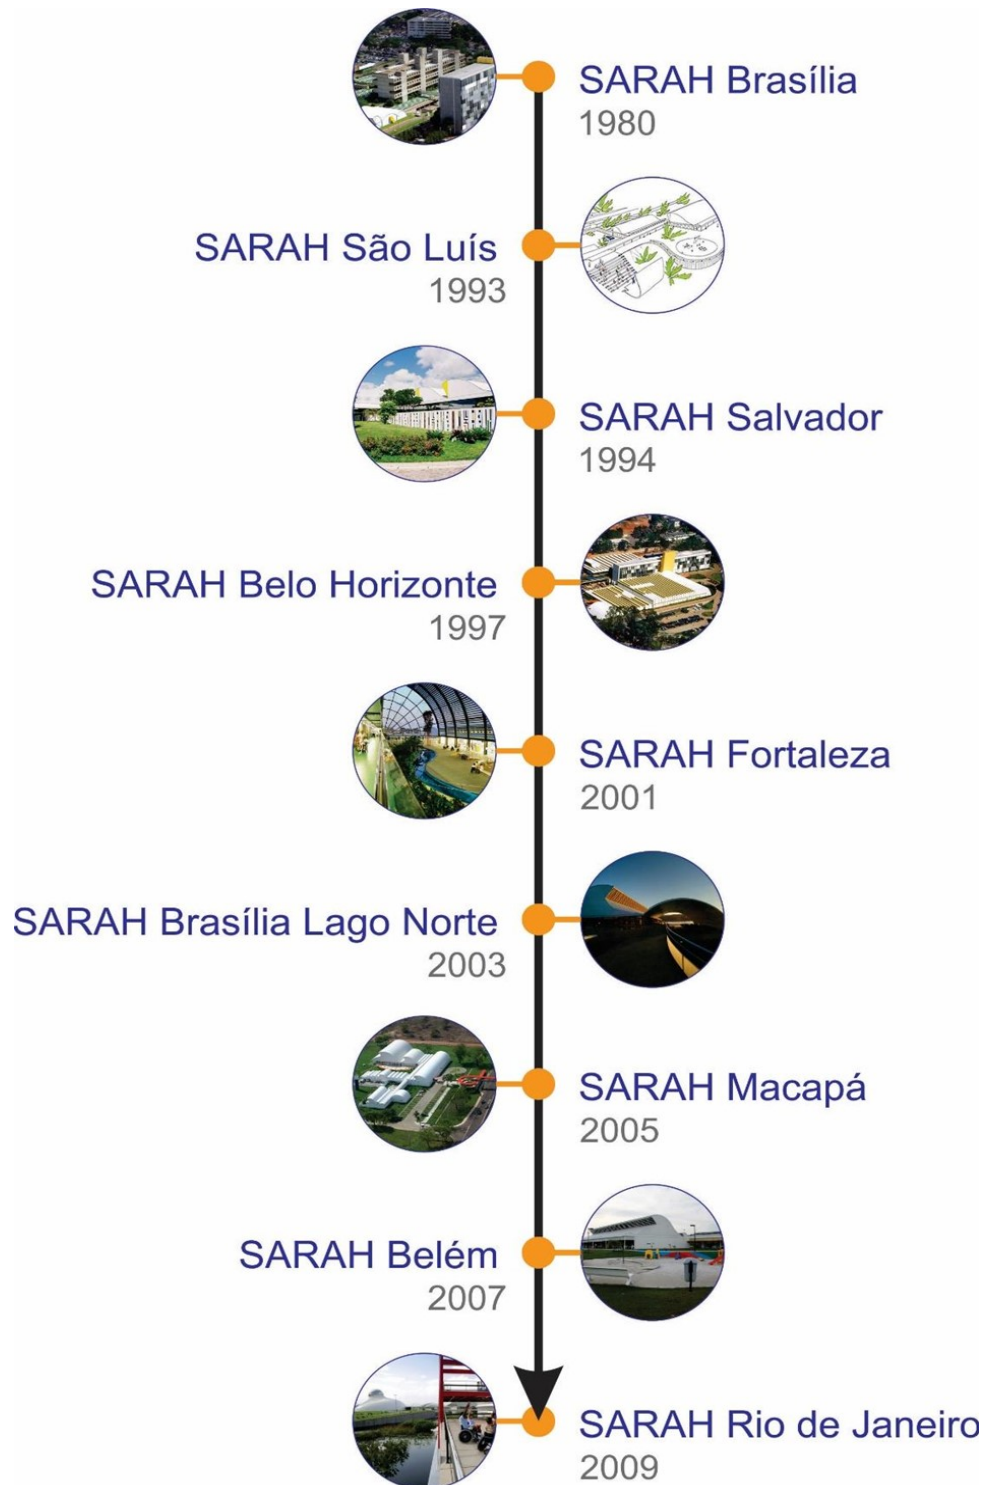 SARAH Brasília
1980
SARAH São Luís
1993
SARAH Salvador
1994
SARAH Belo Horizonte
1997
SARAH Fortaleza
2001
SARAH Brasília Lago Norte
2003
SARAH Macapá
2005
SARAH Belém
2007
SARAH Rio de Janeiro
2009